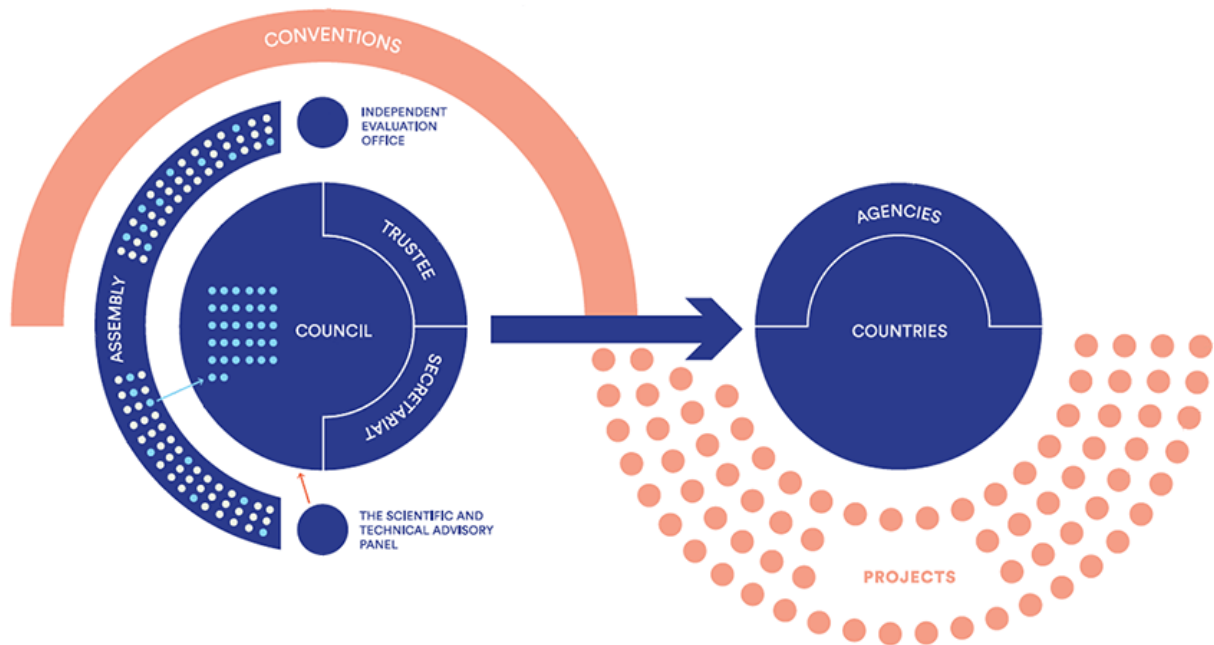 CONVENTIONS
INDEPENDENT
EVALUATION
OFFICE
ASSEMBLY
TRUSTEE
COUNCIL
SECRETARIAT
THE SCIENTIFIC AND
TECHNICAL ADVISORY
PANEL
AGENCIES
COUNTRIES
PROJECTS